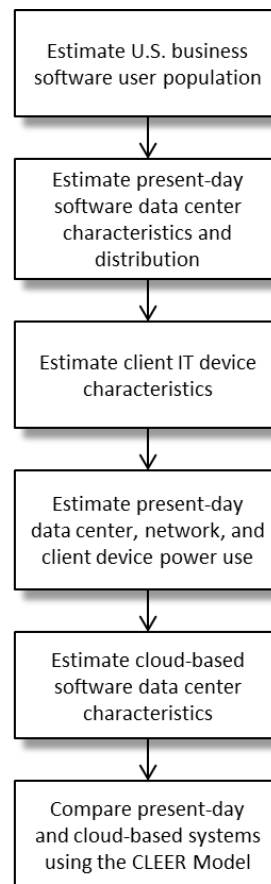 Estimate U.S. business
software user population
Estimate present-day
software data center
characteristics and
distribution
Estimate client IT device
characteristics
Estimate present-day
data center, network, and
client device power use
Estimate cloud-based
software data center
characteristics
Compare present-day
and cloud-based systems
using the CLEER Model